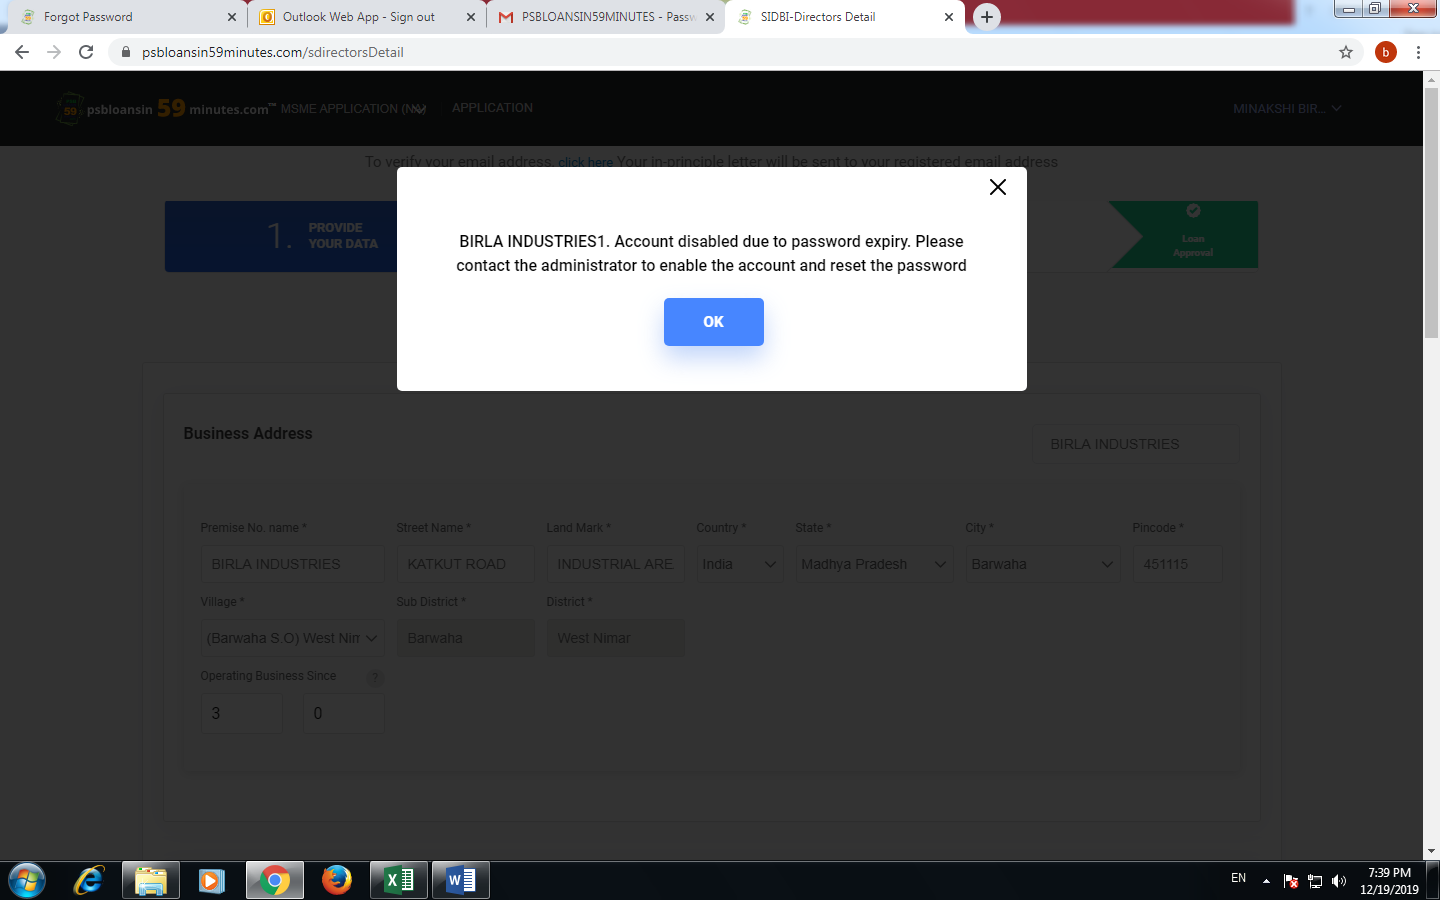 Forgot Password
Outlook Web App - Sign out
PSBLOANSIN59MINUTES - Passw
SIDBI-Directors Detail
psbloansin59minutes.com/sdirectorsDetail
b
psbloansin 59 minutes.com™ MSME APPLICATION
APPLICATION
MINAKSHI BIR...
To verify your email address, click here Your in-principle letter will be sent to your registered email address
1. PROVIDE
YOUR DATA
Loan
Approval
BIRLA INDUSTRIES1. Account disabled due to password expiry. Please
contact the administrator to enable the account and reset the password
OK
Business Address
BIRLA INDUSTRIES
Premise No. name * Street Name * Land Mark * Country * State * City * Pincode *
BIRLA INDUSTRIES KATKUT ROAD INDUSTRIAL ARE India Madhya Pradesh Barwaha 451115
Village * Sub District * District *
(Barwaha S.O) West Nim Barwaha West Nimar
Operating Business Since ?
3 0
EN
7:39 PM
12/19/2019